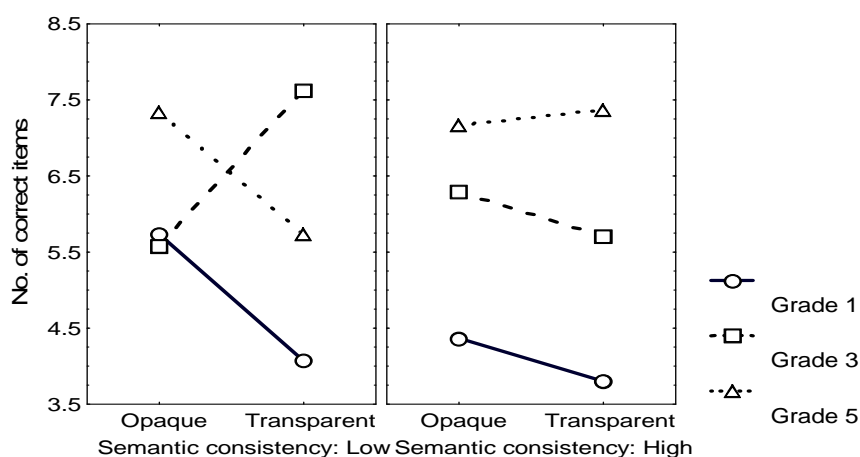 No. of correct items
8.5
7.5
6.5
5.5
4.5
3.5
Opaque Transparent Opaque Transparent
Semantic consistency: Low Semantic consistency: High
Grade 1
Grade 3
Grade 5